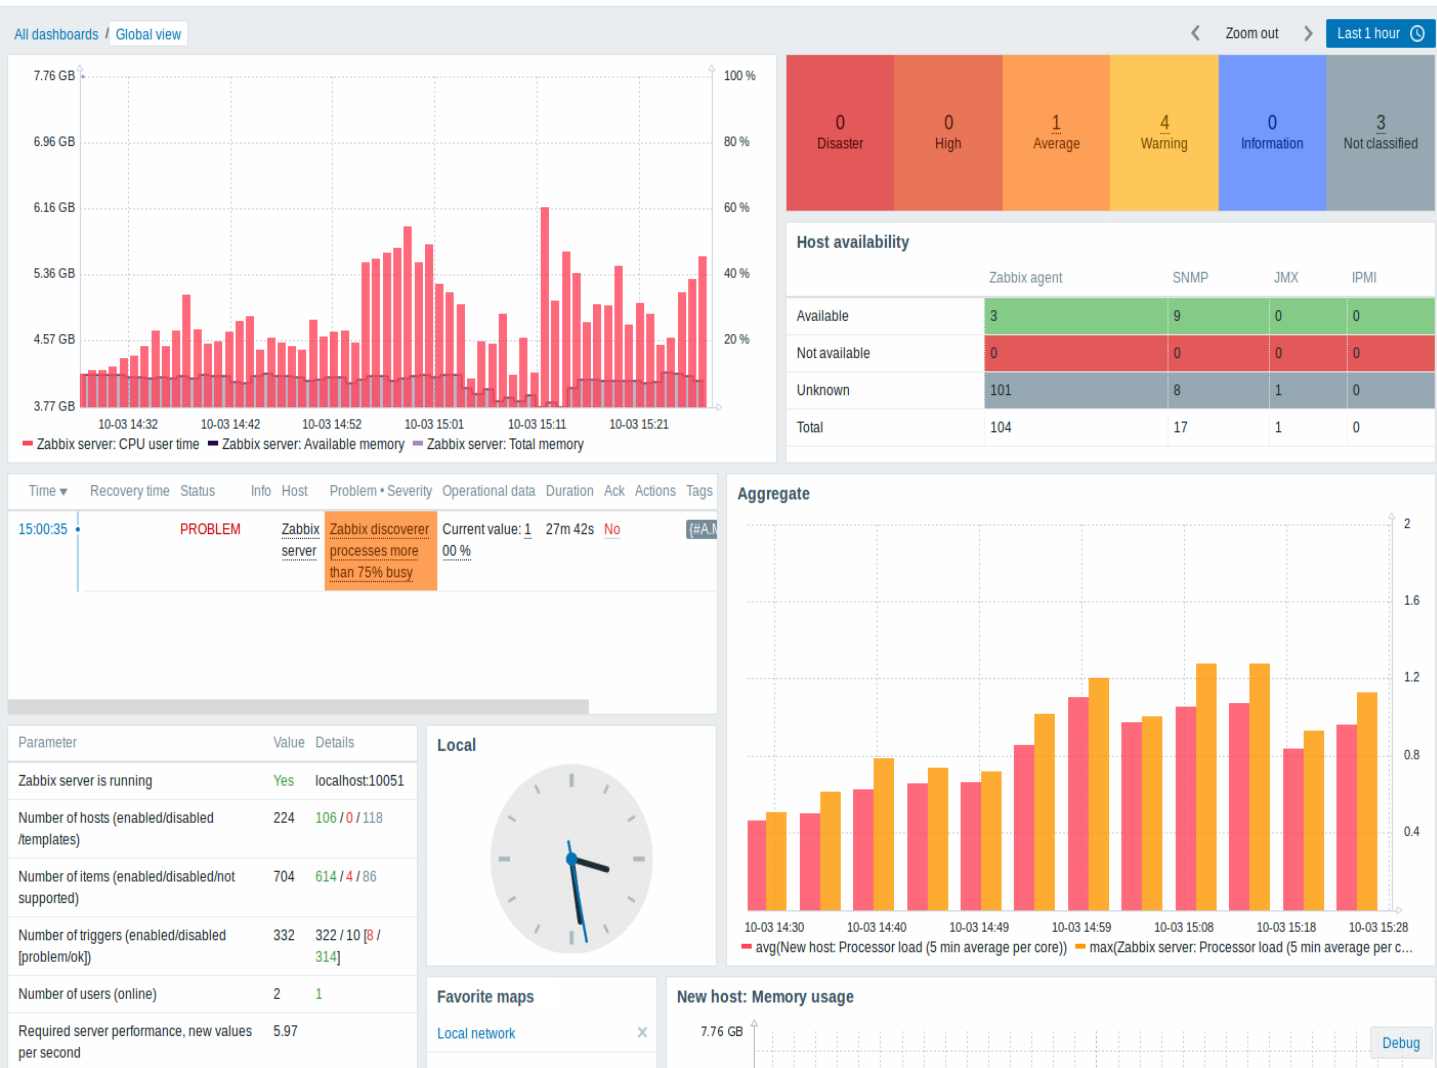 All dashboards / Global view
Zoom out
Last 1 hour
7.76 GB
6.96 GB
6.16 GB
5.36 GB
4.57 GB
3.77 GB
100 %
80 %
60 %
40 %
20 %
10-03 14:32 10-03 14:42 10-03 14:52 10-03 15:01 10-03 15:11 10-03 15:21
Zabbix server: CPU user time Zabbix server: Available memory Zabbix server: Total memory
0 0 1 4 0 3
Disaster High Average Warning Information Not classified
Host availability
Zabbix agent SNMP JMX IPMI
Available 3 9 0 0
Not available 0 0 0 0
Unknown 101 8 1 0
Total 104 17 1 0
Time Recovery time Status Info Host Problem • Severity Operational data Duration Ack Actions Tags
15:00:35 PROBLEM Zabbix Zabbix discoverer Current value: 1 27m 42s No {#A.M
server processes more 00 %
than 75% busy
Aggregate
2
1.6
1.2
0.8
0.4
10-03 14:30 10-03 14:40 10-03 14:49 10-03 14:59 10-03 15:08 10-03 15:18 10-03 15:28
avg(New host: Processor load (5 min average per core)) max(Zabbix server: Processor load (5 min average per c...
Parameter Value Details
Zabbix server is running Yes localhost:10051
Number of hosts (enabled/disabled 224 106 / 0 / 118
/templates)
Number of items (enabled/disabled/not 704 614 / 4 / 86
supported)
Number of triggers (enabled/disabled 332 322 / 10 [8 /
[problem/ok]) 314]
Number of users (online) 2 1
Required server performance, new values 5.97
per second
Local
Favorite maps
Local network
New host: Memory usage
7.76 GB
Debug